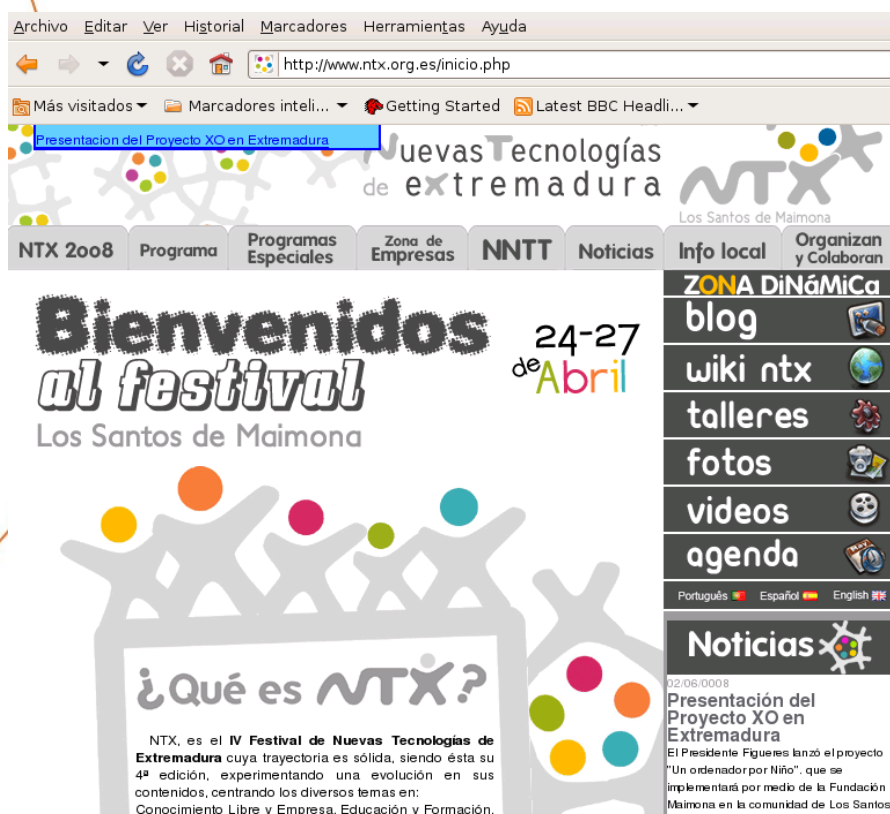 Archivo Editar Ver Historial Marcadores Herramientas Ayuda
http://www.ntx.org.es/inicio.php
Más visitados Marcadores inteli... Getting Started Latest BBC Headli...
Presentacion del Proyecto XO en Extremadura
Nuevas Tecnologías
de extremadura
NTX
Los Santos de Maimona
NTX 2008 Programa Programas Especiales Zona de Empresas NNTT Noticias Info local Organizan y Colaboran
ZONA DiNáMiCa
blog
wiki ntx
talleres
fotos
videos
agenda
Português Español English
Bienvenidos
al festival
Los Santos de Maimona
24-27
de Abril
¿Qué es NTX?
NTX, es el IV Festival de Nuevas Tecnologías de
Extremadura cuya trayectoria es sólida, siendo ésta su
4ª edición, experimentando una evolución en sus
contenidos, centrando los diversos temas en:
Conocimiento Libre y Empresa, Educación y Formación,
Noticias
02/06/0008
Presentación del
Proyecto XO en
Extremadura
El Presidente Figueres lanzó el proyecto
"Un ordenador por Niño". que se
implementará por medio de la Fundación
Maimona en la comunidad de Los Santos